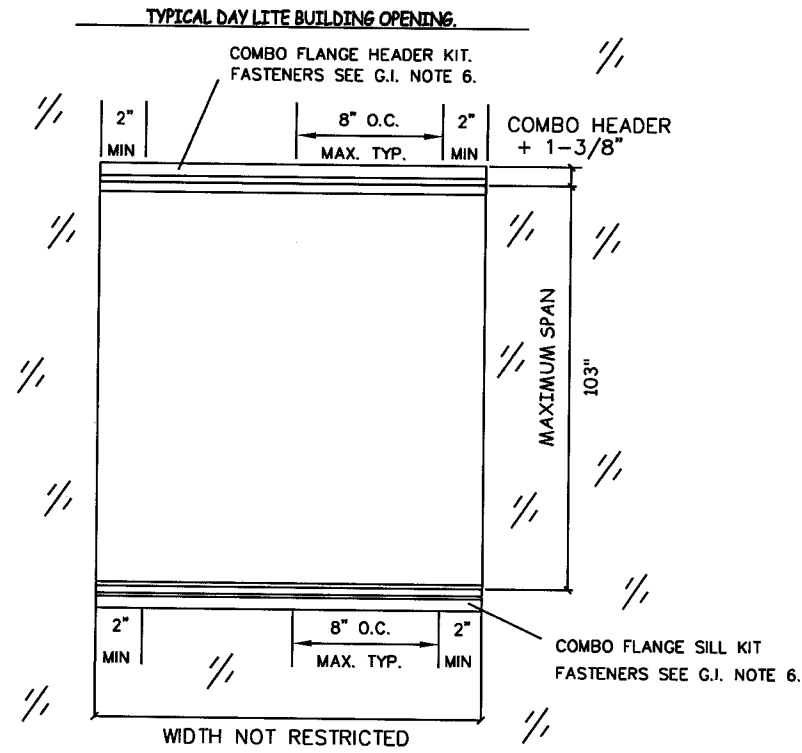 TYPICAL DAY LITE BUILDING OPENING.
COMBO FLANGE HEADER KIT.
FASTENERS SEE G.I. NOTE 6.
2" 8" O.C. 2"
MIN MAX. TYP. MIN
COMBO HEADER
+ 1-3/8"
MAXIMUM SPAN
103"
2" 8" O.C. 2"
MIN MAX. TYP. MIN
COMBO FLANGE SILL KIT
FASTENERS SEE G.I. NOTE 6.
WIDTH NOT RESTRICTED